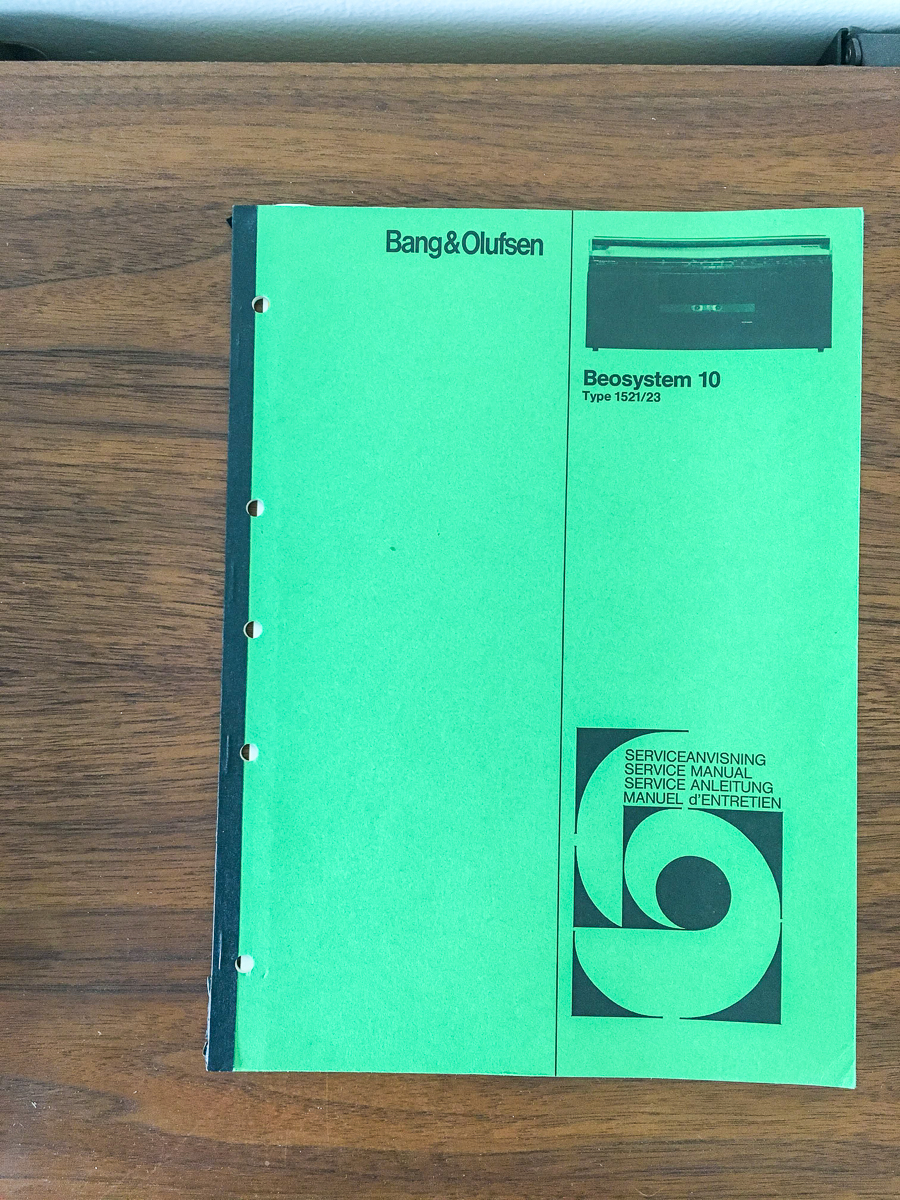 Bang&Olufsen
Beosystem 10
Type 1521/23
SERVICEANVISNING
SERVICE MANUAL
SERVICE ANLEITUNG
MANUEL d'ENTRETIEN